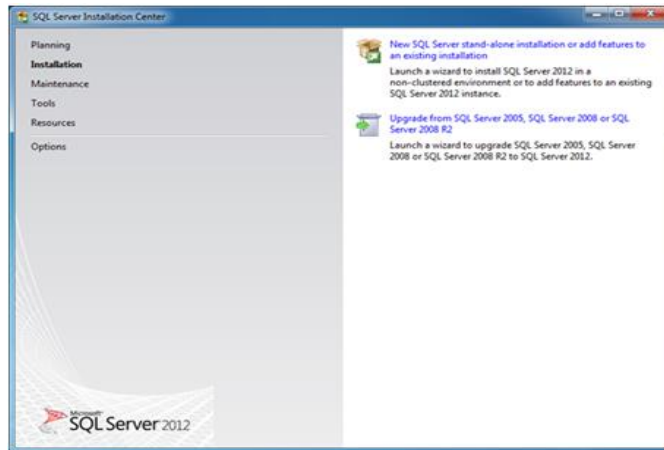 SQL Server Installation Center
Planning
Installation
Maintenance
Tools
Resources
Options
New SQL Server stand-alone installation or add features to
an existing installation
Launch a wizard to install SQL Server 2012 in a
non-clustered environment or to add features to an existing
SQL Server 2012 instance.
Upgrade from SQL Server 2005, SQL Server 2008 or SQL
Server 2008 R2
Launch a wizard to upgrade SQL Server 2005, SQL Server
2008 or SQL Server 2008 R2 to SQL Server 2012.
Microsoft
SQL Server 2012